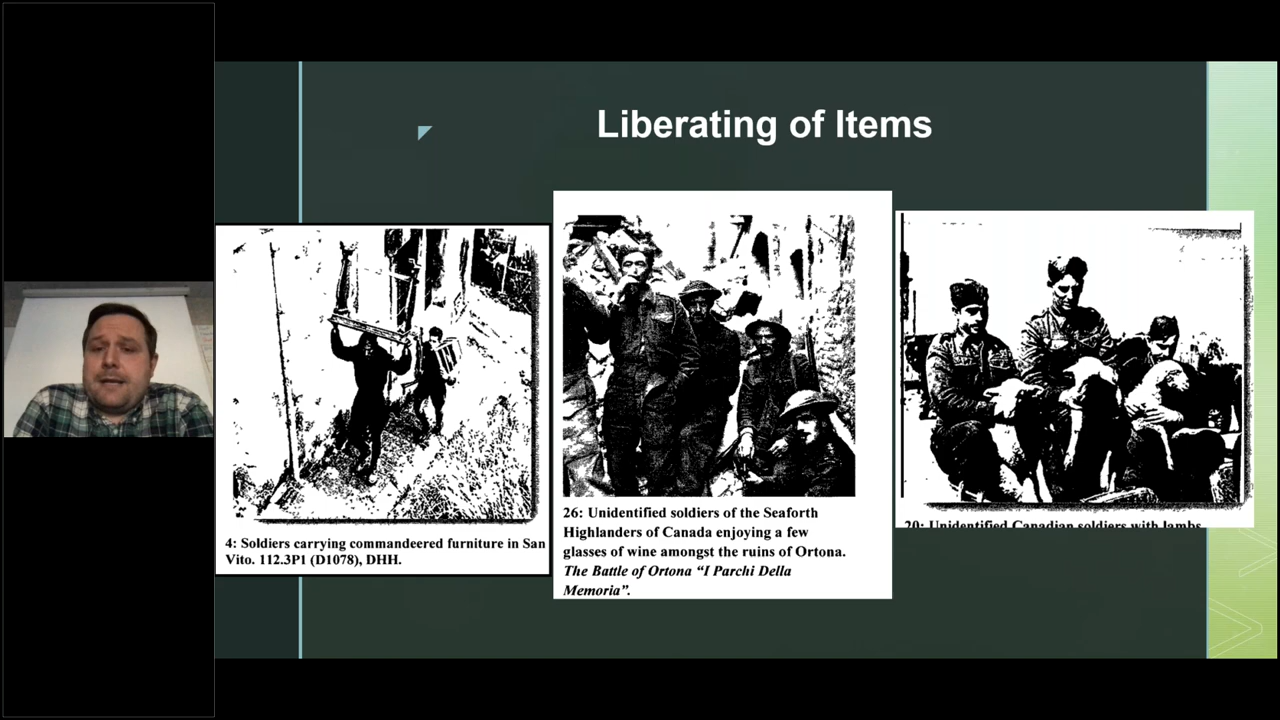 Liberating of Items
4: Soldiers carrying commandeered furniture in San
Vito. 112.3P1 (D1078), DHH.
26: Unidentified soldiers of the Seaforth
Highlanders of Canada enjoying a few
glasses of wine amongst the ruins of Ortona.
The Battle of Ortona “I Parchi Della
Memoria”.
20: Unidentified Canadian soldiers with lambs